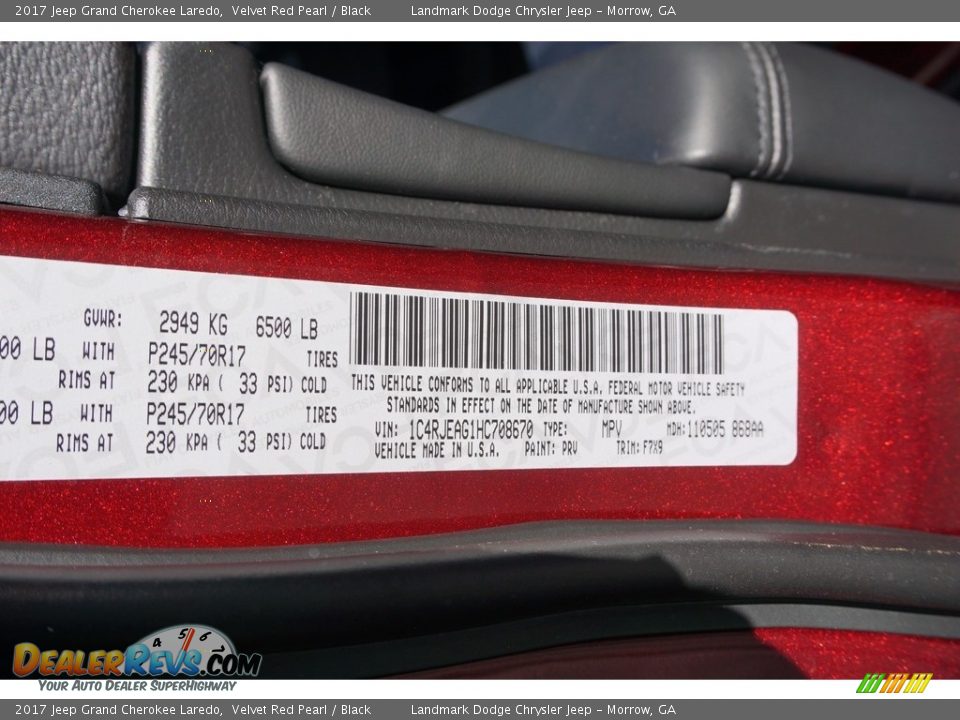 2017 Jeep Grand Cherokee Laredo, Velvet Red Pearl / Black Landmark Dodge Chrysler Jeep - Morrow, GA
GVWR: 2949 KG 6500 LB
00 LB WITH P245/70R17 TIRES
RIMS AT 230 KPA ( 33 PSI) COLD
00 LB WITH P245/70R17 TIRES
RIMS AT 230 KPA ( 33 PSI) COLD
THIS VEHICLE CONFORMS TO ALL APPLICABLE U.S.A. FEDERAL MOTOR VEHICLE SAFETY
STANDARDS IN EFFECT ON THE DATE OF MANUFACTURE SHOWN ABOVE.
VIN: 1C4RJEAG1HC708670 TYPE: MPV MDH:110505 868AA
VEHICLE MADE IN U.S.A. PAINT: PRV TRIM: F7X9
4 5 6
DealerRevs.com
Your Auto Dealer SuperHighway
2017 Jeep Grand Cherokee Laredo, Velvet Red Pearl / Black Landmark Dodge Chrysler Jeep - Morrow, GA